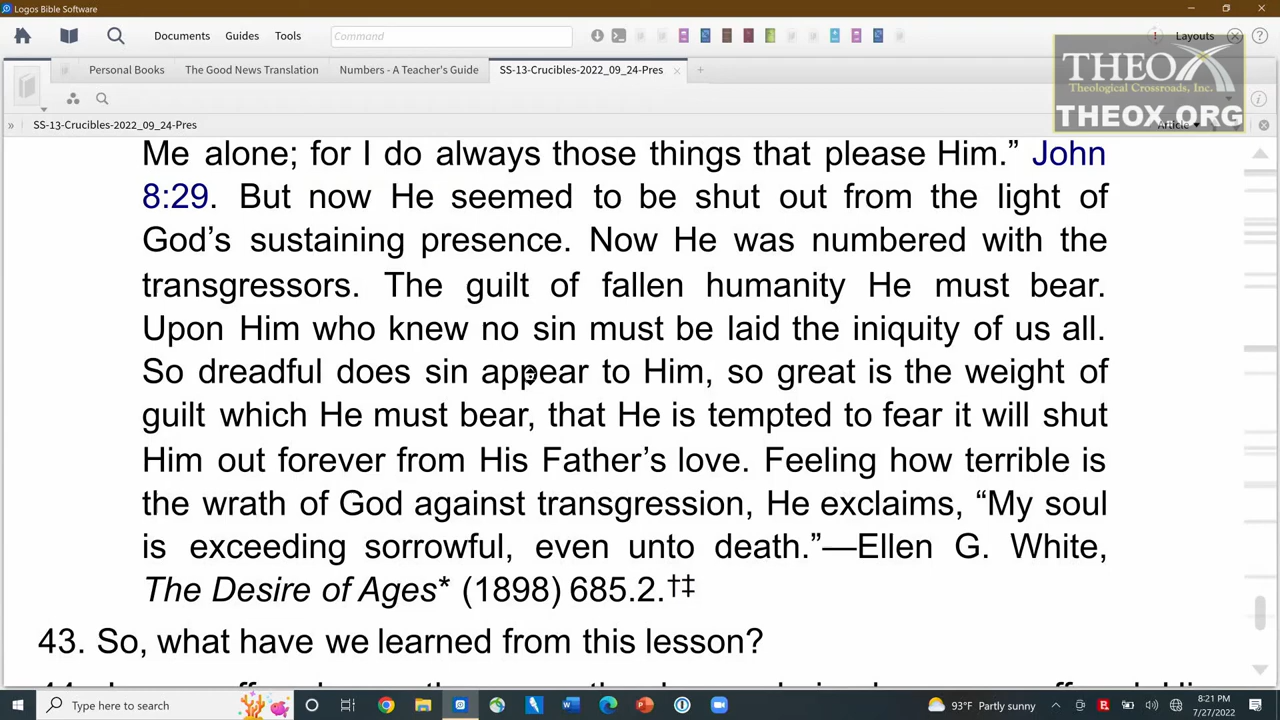 Logos Bible Software
Documents Guides Tools Command Layouts
Personal Books The Good News Translation Numbers - A Teacher's Guide SS-13-Crucibles-2022_09_24-Pres
THEOX
Theological Crossroads, Inc.
THEOX.ORG
SS-13-Crucibles-2022_09_24-Pres Article
Me alone; for I do always those things that please Him.” John
8:29. But now He seemed to be shut out from the light of
God’s sustaining presence. Now He was numbered with the
transgressors. The guilt of fallen humanity He must bear.
Upon Him who knew no sin must be laid the iniquity of us all.
So dreadful does sin appear to Him, so great is the weight of
guilt which He must bear, that He is tempted to fear it will shut
Him out forever from His Father’s love. Feeling how terrible is
the wrath of God against transgression, He exclaims, “My soul
is exceeding sorrowful, even unto death.”—Ellen G. White,
The Desire of Ages* (1898) 685.2.†‡
43. So, what have we learned from this lesson?
Type here to search
93°F Partly sunny
8:21 PM
7/27/2022